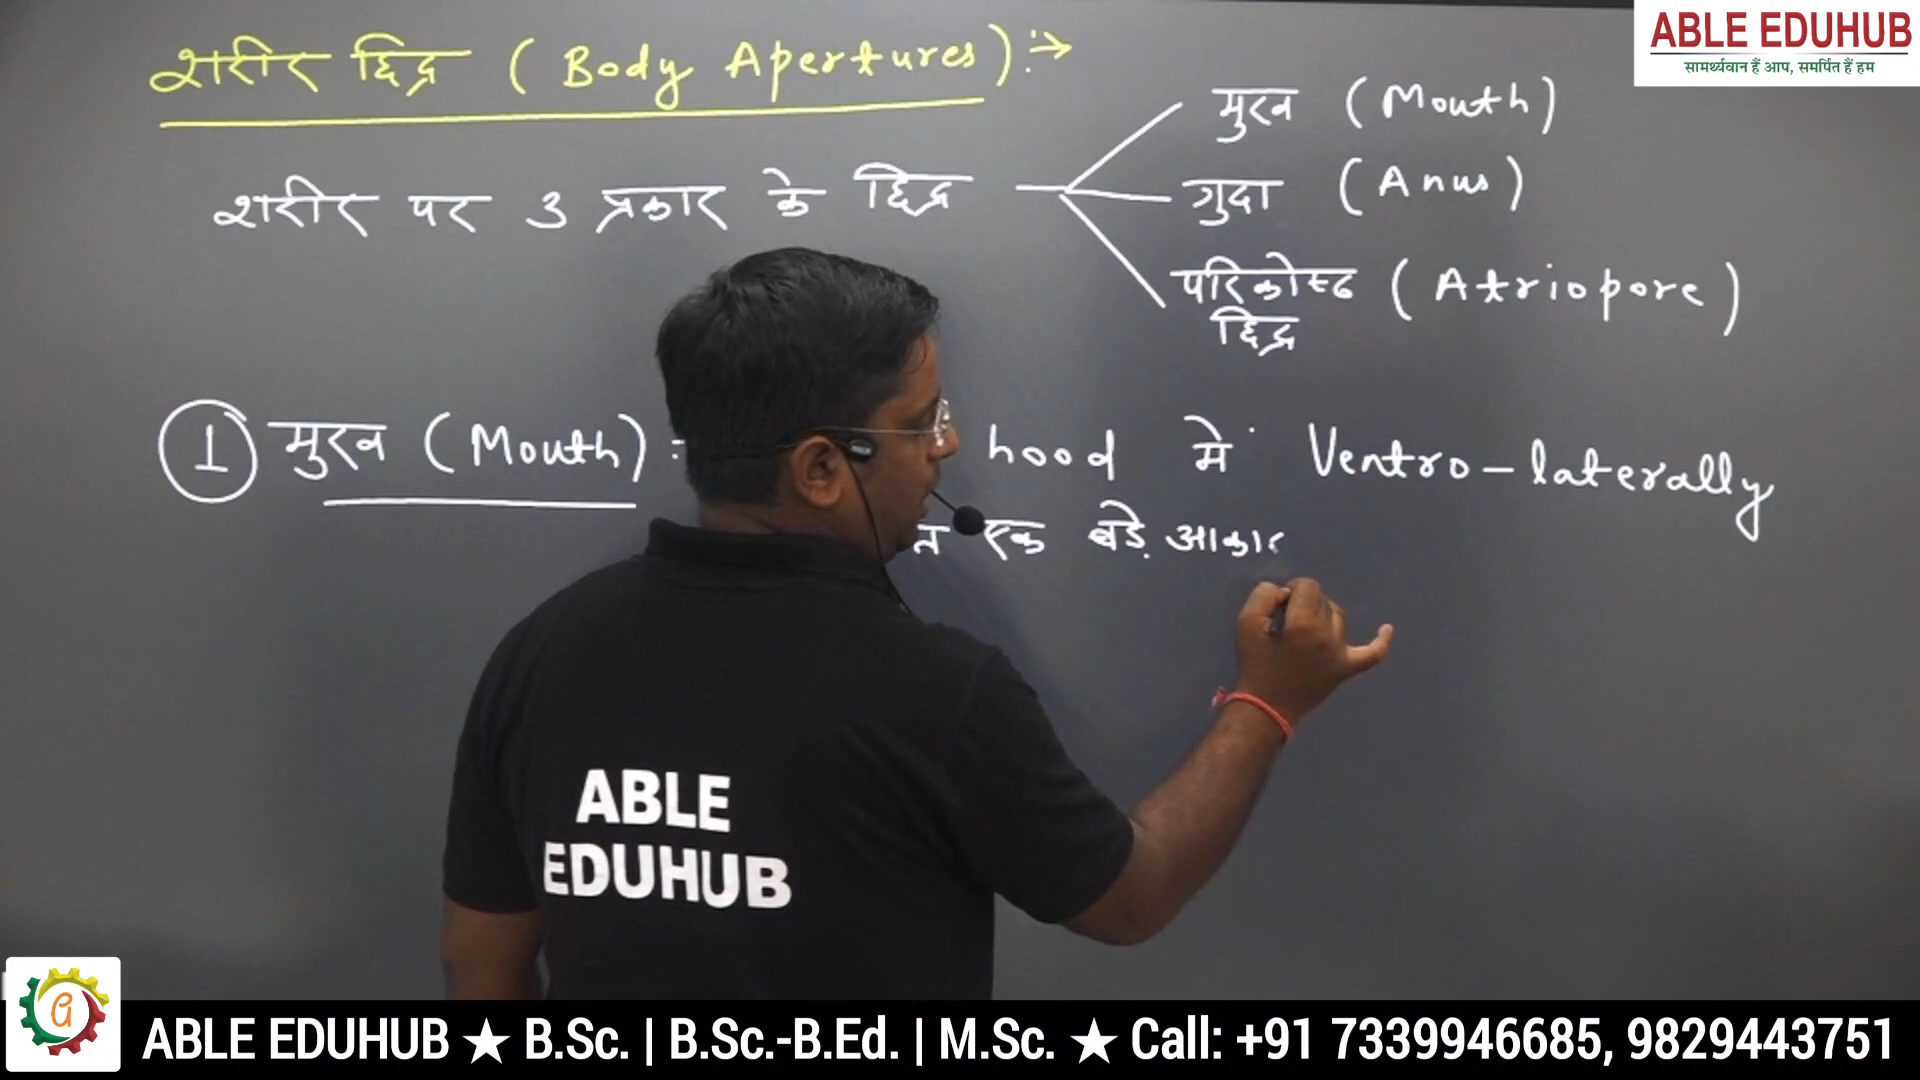 ABLE EDUHUB
सामर्थ्यवान हैं आप, समर्पित हैं हम
शरीर छिद्र (Body Apertures) :→
शरीर पर 3 प्रकार के छिद्र
मुख (Mouth)
गुदा (Anus)
परिकोष्ठ (Atriopore)
छिद्र
1 मुख (Mouth) :
hood में Ventro-laterally
एक बड़े आकार
ABLE
EDUHUB
ABLE EDUHUB ★ B.Sc. | B.Sc.-B.Ed. | M.Sc. ★ Call: +91 7339946685, 9829443751